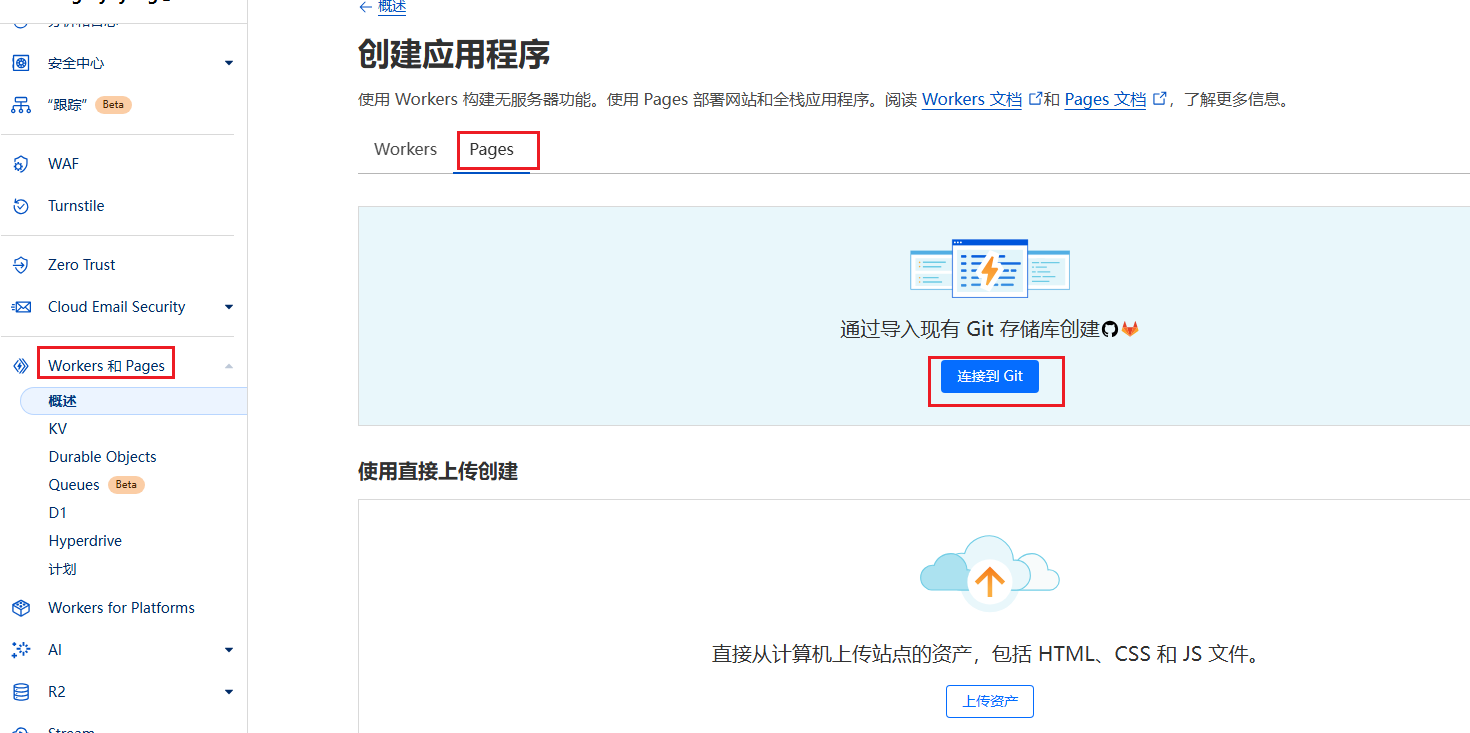 安全中心
“跟踪” Beta
WAF
Turnstile
Zero Trust
Cloud Email Security
Workers 和 Pages
概述
KV
Durable Objects
Queues Beta
D1
Hyperdrive
计划
Workers for Platforms
AI
R2
Stream
← 概述
创建应用程序
使用 Workers 构建无服务器功能。使用 Pages 部署网站和全栈应用程序。阅读 Workers 文档 和 Pages 文档 ，了解更多信息。
Workers Pages
通过导入现有 Git 存储库创建
连接到 Git
使用直接上传创建
直接从计算机上传站点的资产，包括 HTML、CSS 和 JS 文件。
上传资产